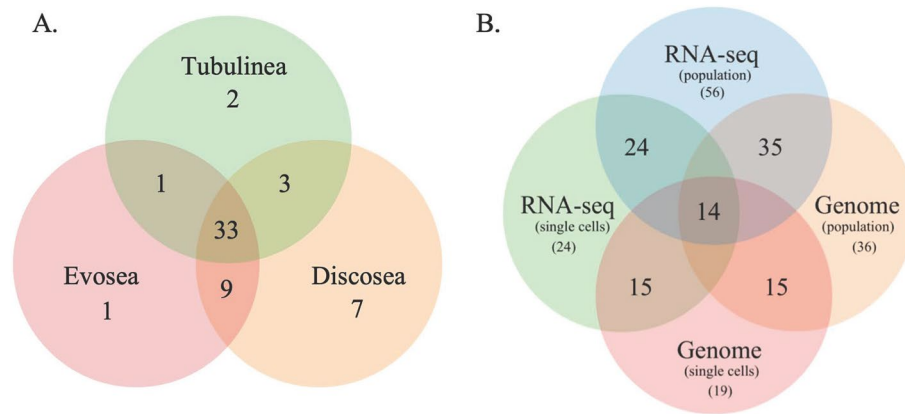 A.
Tubulinea
2
1
3
33
Evosea
1
9
Discosea
7
B.
RNA-seq
(population)
(56)
24
35
RNA-seq
(single cells)
(24)
14
Genome
(population)
(36)
15
15
Genome
(single cells)
(19)